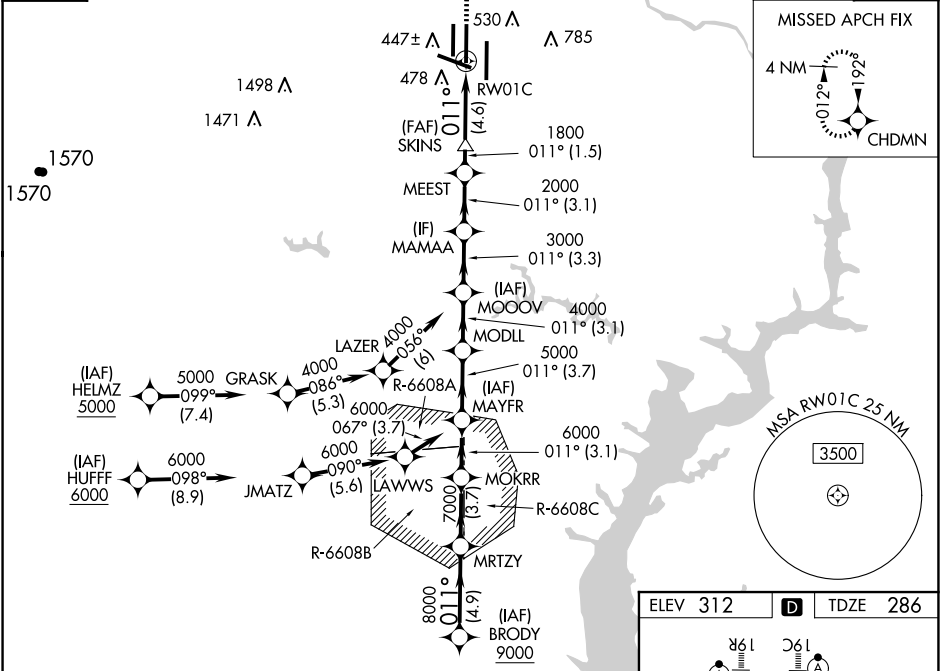 530
447±
785
478
RW01C
1498
1471
011°
(4.6)
1570
1570
(FAF)
SKINS
1800
011° (1.5)
MEEST
2000
011° (3.1)
(IF)
MAMAA
3000
011° (3.3)
(IAF)
MOOOV
4000
011° (3.1)
MODLL
LAZER
4000
056°
(6)
5000
011° (3.7)
(IAF)
HELMZ
5000
5000
099°
(7.4)
GRASK
4000
086°
(5.3)
R-6608A
(IAF)
MAYFR
6000
067° (3.7)
6000
011° (3.1)
(IAF)
HUFFF
6000
6000
098°
(8.9)
JMATZ
6000
090°
(5.6)
LAWWS
MOKRR
7000
(3.7)
R-6608C
R-6608B
MRTZY
8000
011°
(4.9)
(IAF)
BRODY
9000
MISSED APCH FIX
4 NM
012°
192°
CHDMN
MSA RW01C 25 NM
3500
ELEV 312
D
TDZE 286
19R
19C
A